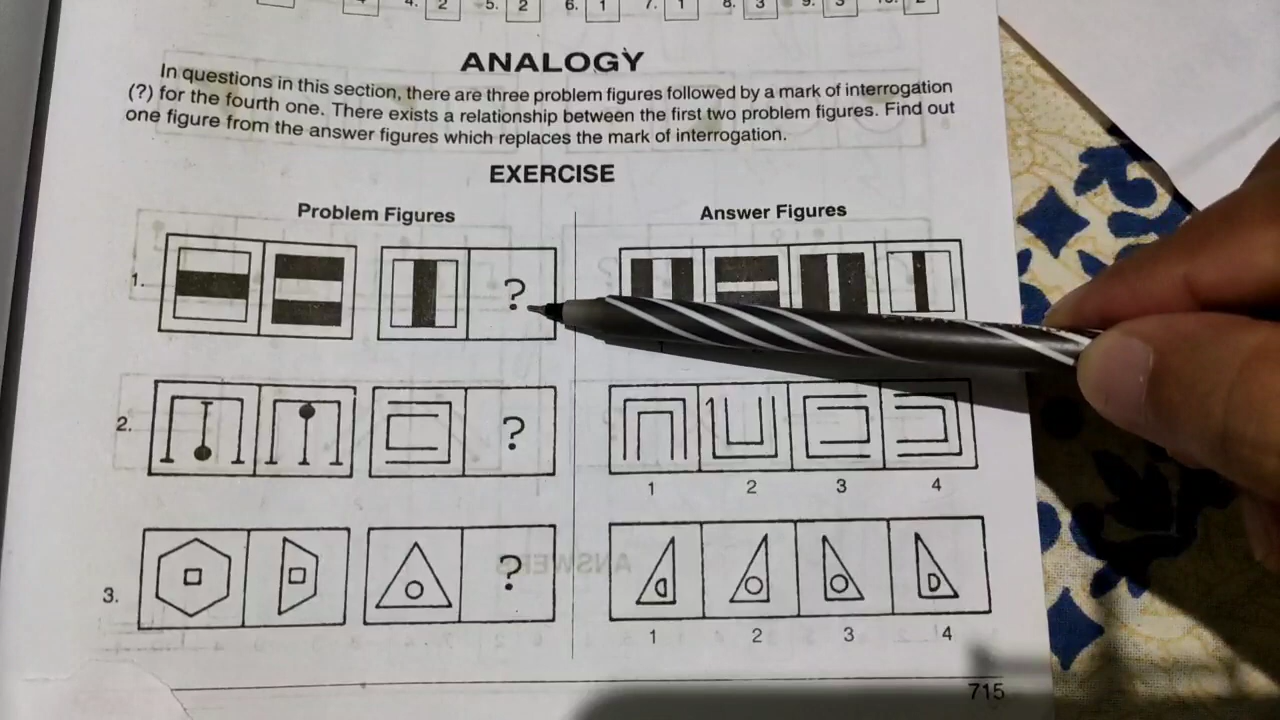 4. 2 5. 2 6. 1 7. 1 8. 3 9. 3
ANALOGY
In questions in this section, there are three problem figures followed by a mark of interrogation
(?) for the fourth one. There exists a relationship between the first two problem figures. Find out
one figure from the answer figures which replaces the mark of interrogation.
EXERCISE
Problem Figures Answer Figures
1. ?
2. ?
1 2 3 4
3. ?
1 2 3 4
715